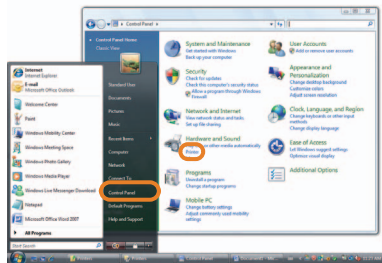 Control Panel
Control Panel Home
Classic View
System and Maintenance
Get started with Windows
Back up your computer
Security
Check for updates
Check this computer's security status
Allow a program through Windows
Firewall
Network and Internet
View network status and tasks
Set up file sharing
Hardware and Sound
Play CDs or other media automatically
Printer
Programs
Uninstall a program
Change startup programs
Mobile PC
Change battery settings
Adjust commonly used mobility
settings
User Accounts
Add or remove user accounts
Appearance and
Personalization
Change desktop background
Customize colors
Adjust screen resolution
Clock, Language, and Region
Change keyboards or other input
methods
Change display language
Ease of Access
Let Windows suggest settings
Optimize visual display
Additional Options
Internet
Internet Explorer
E-mail
Microsoft Office Outlook
Welcome Center
Paint
Windows Mobility Center
Windows Meeting Space
Windows Photo Gallery
Windows Media Player
Windows Live Messenger Download
Notepad
Microsoft Office Word 2007
All Programs
Start Search
Standard User
Documents
Pictures
Music
Recent Items
Computer
Network
Connect To
Control Panel
Default Programs
Help and Support